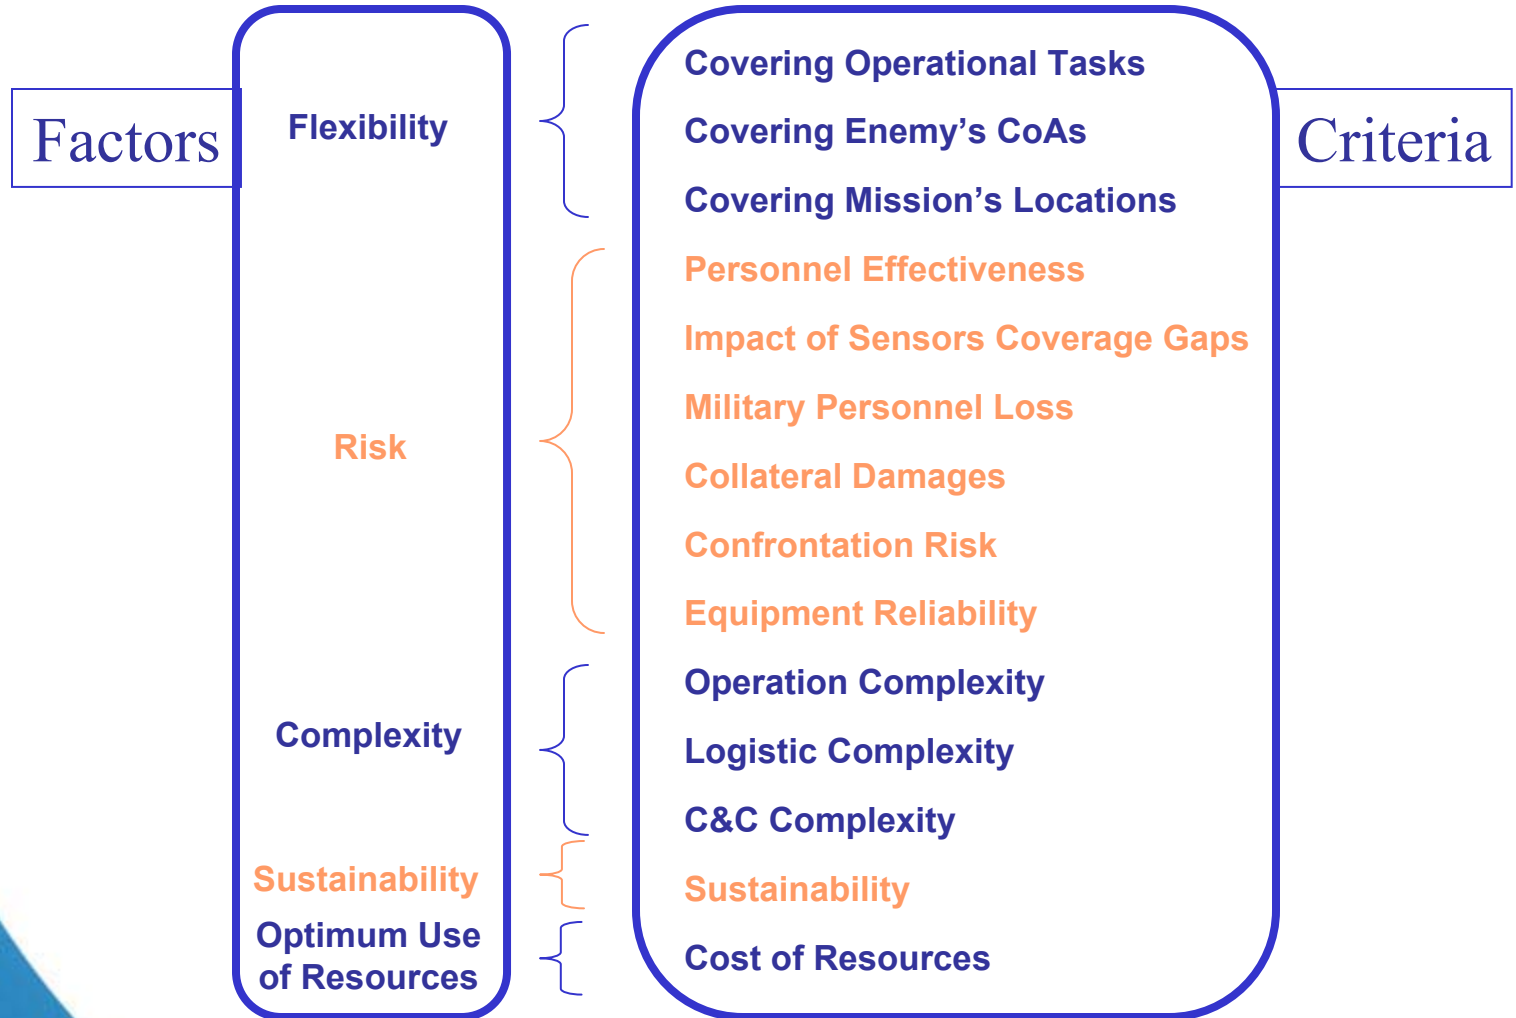 Factors
Flexibility
Risk
Complexity
Sustainability
Optimum Use
of Resources
Criteria
Covering Operational Tasks
Covering Enemy’s CoAs
Covering Mission’s Locations
Personnel Effectiveness
Impact of Sensors Coverage Gaps
Military Personnel Loss
Collateral Damages
Confrontation Risk
Equipment Reliability
Operation Complexity
Logistic Complexity
C&C Complexity
Sustainability
Cost of Resources